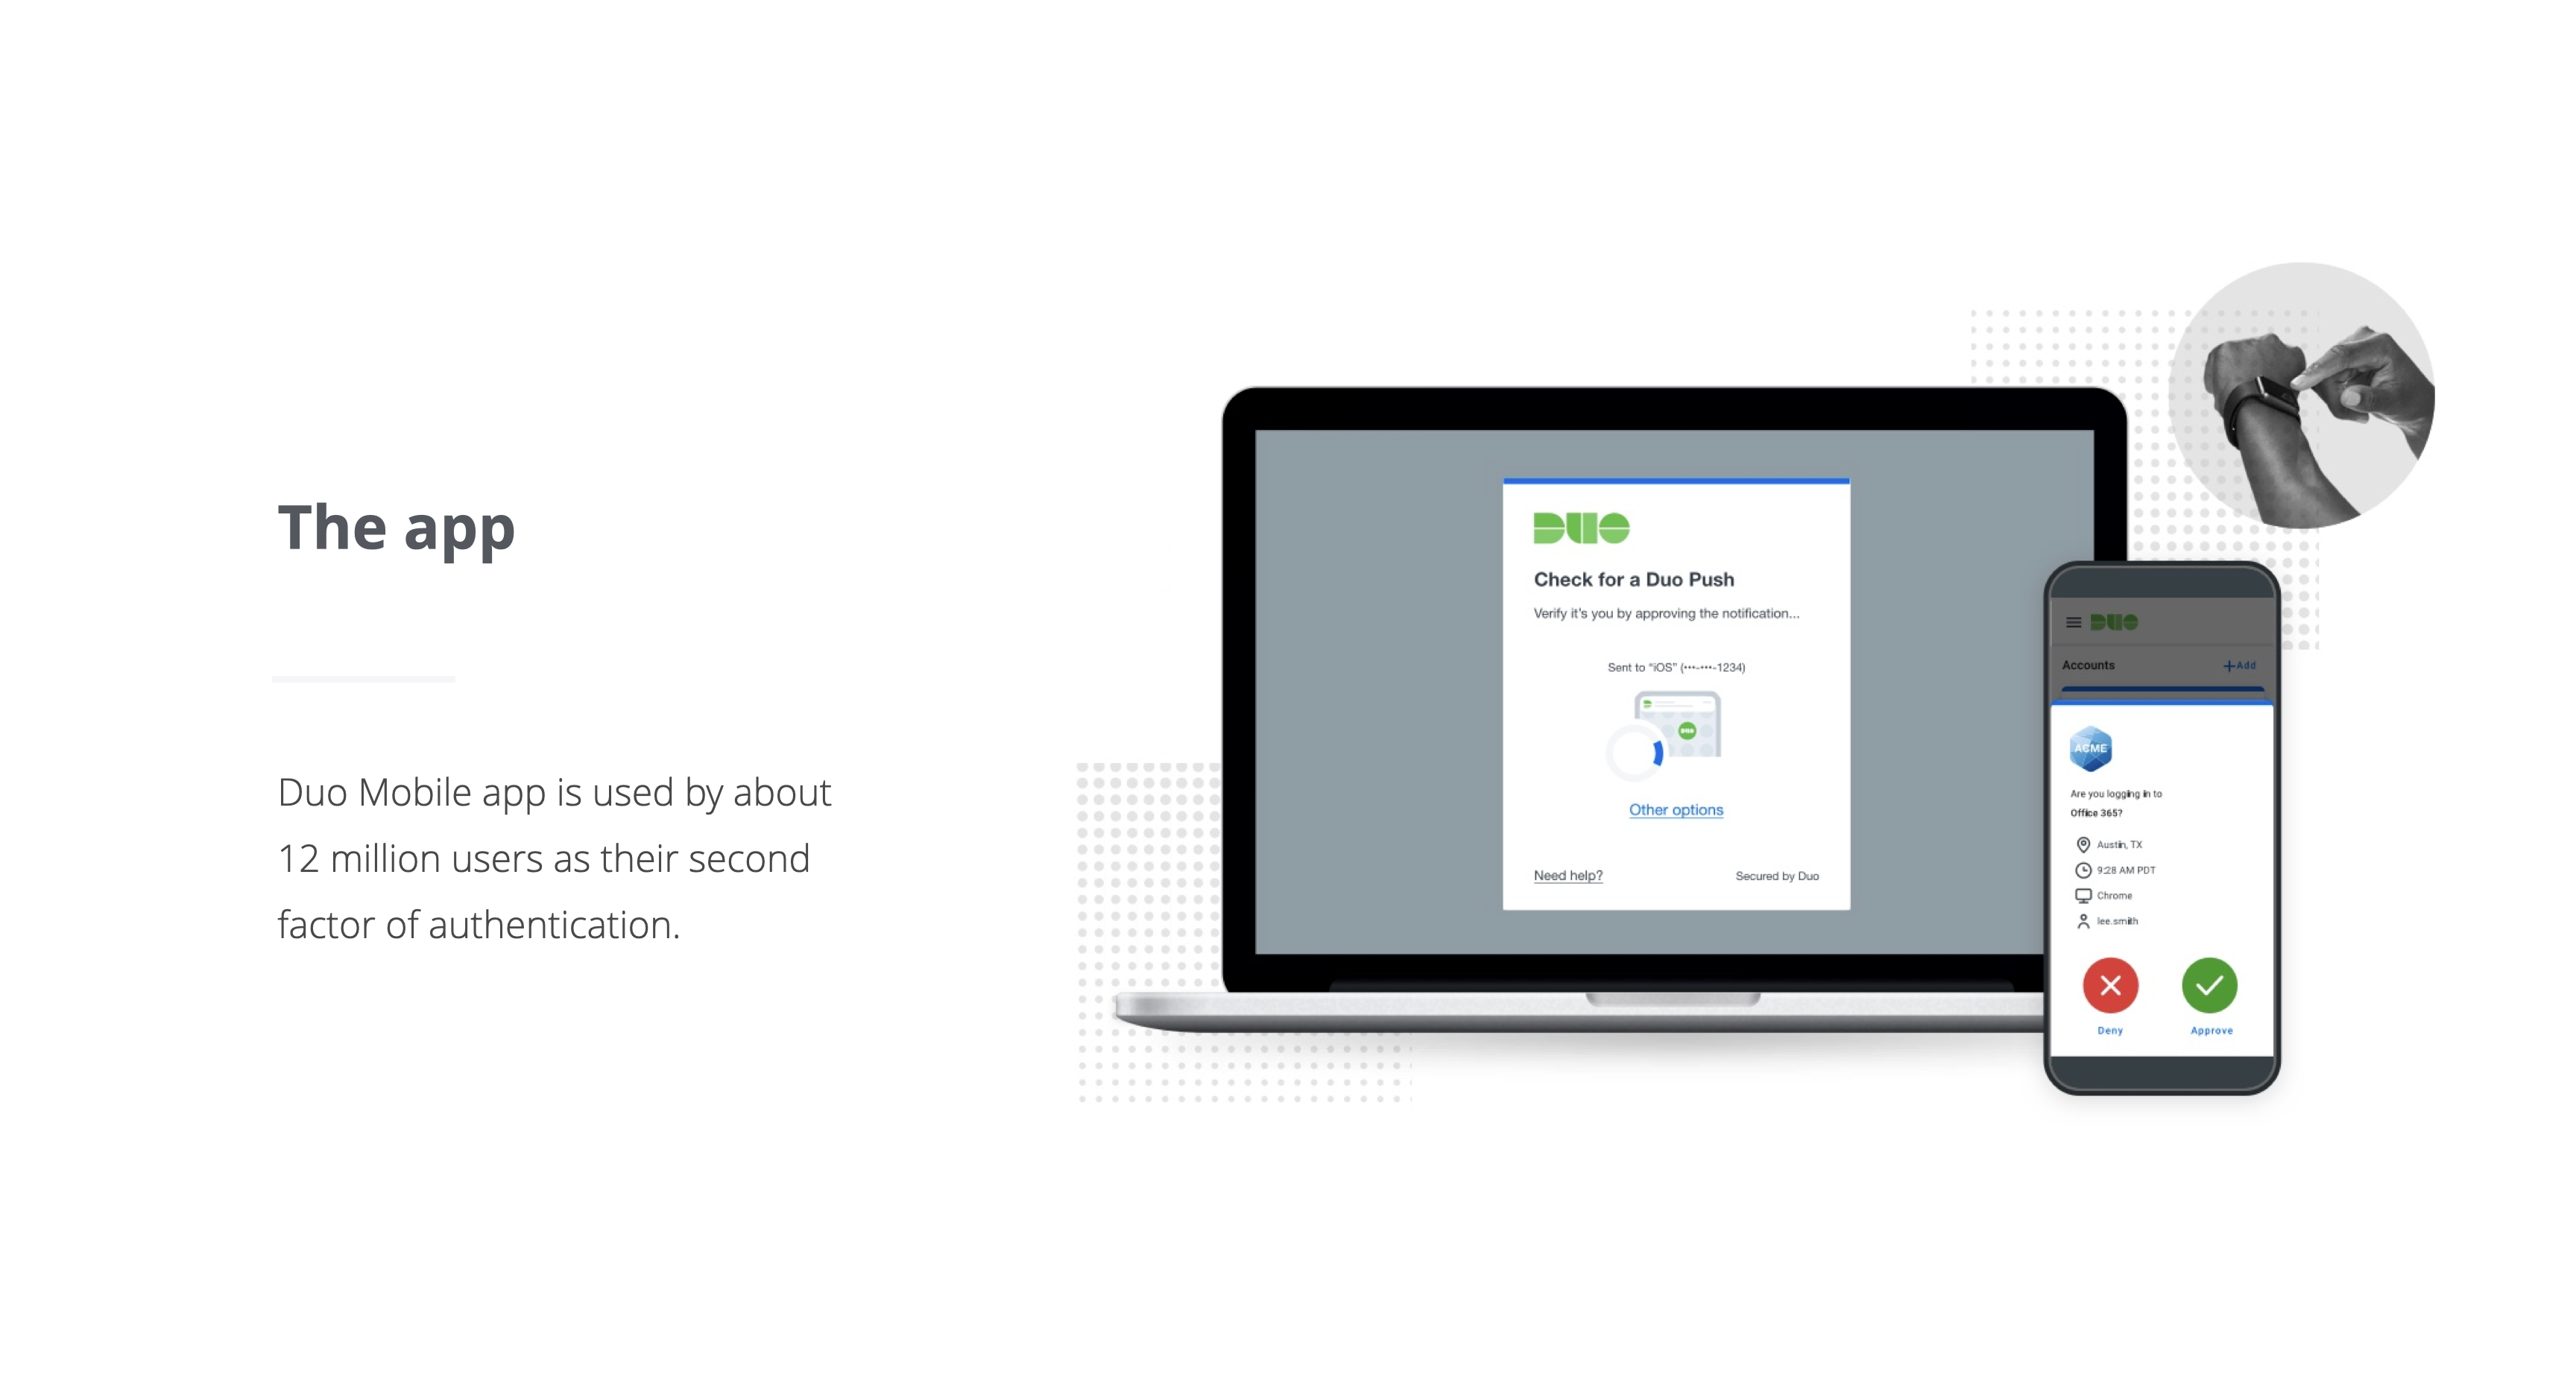 The app
Duo Mobile app is used by about
12 million users as their second
factor of authentication.
DUO
Check for a Duo Push
Verify it's you by approving the notification...
Sent to “iOS” (•••-•••-1234)
DUO
Other options
Need help?
Secured by Duo
DUO
Accounts
+Add
ACME
Are you logging in to
Office 365?
Austin, TX
9:28 AM PDT
Chrome
lee.smith
Deny
Approve